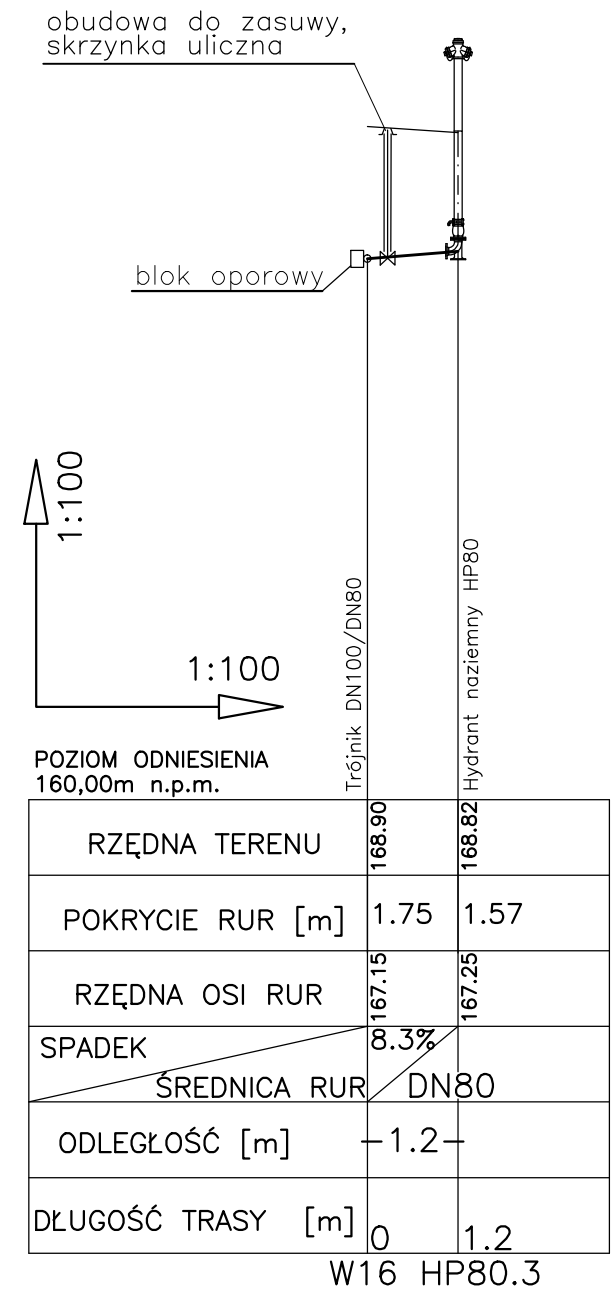 obudowa do zasuwy,
skrzynka uliczna
blok oporowy
1:100
1:100
Trójnik DN100/DN80
Hydrant naziemny HP80
POZIOM ODNIESIENIA
160,00m n.p.m.
RZĘDNA TERENU 168.90 168.82
POKRYCIE RUR [m] 1.75 1.57
RZĘDNA OSI RUR 167.15 167.25
SPADEK 8.3%
ŚREDNICA RUR DN80
ODLEGŁOŚĆ [m] 1.2
DŁUGOŚĆ TRASY [m] 0 1.2
W16 HP80.3